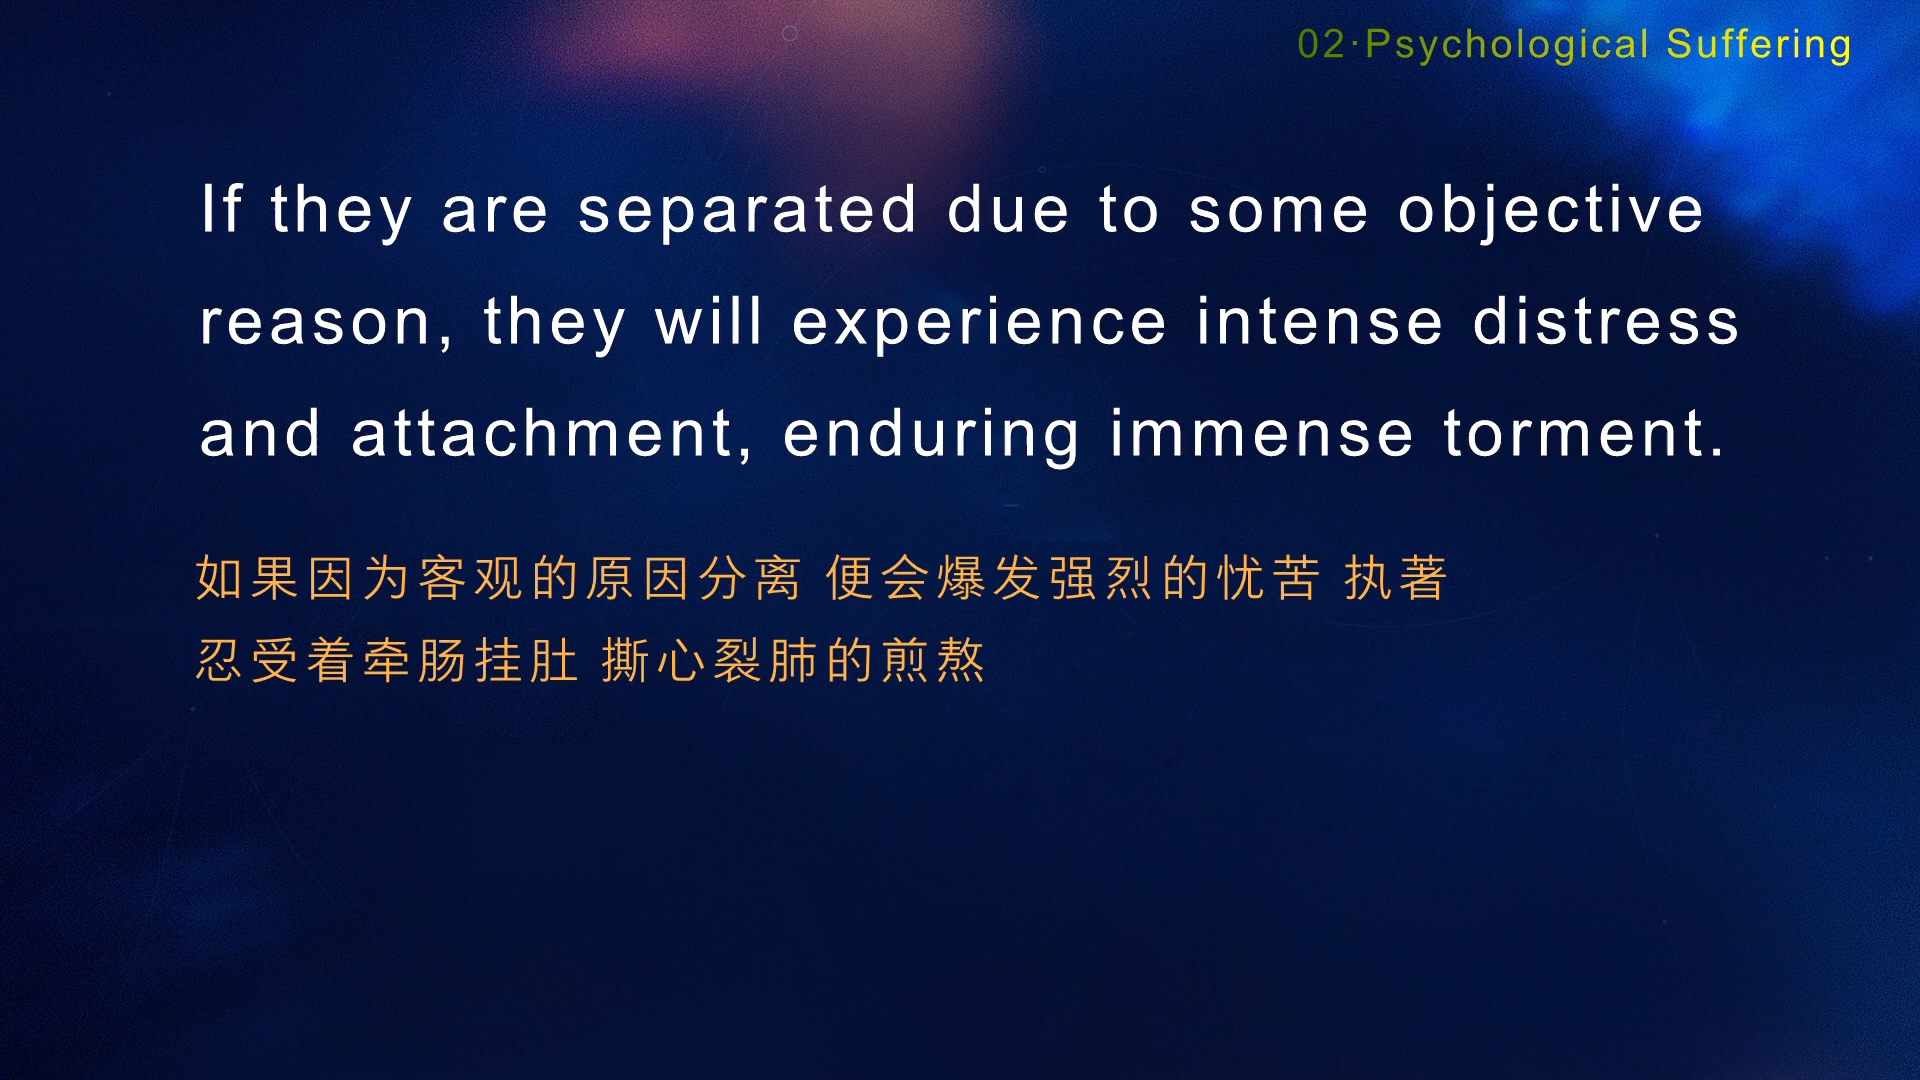 02·Psychological Suffering
If they are separated due to some objective
reason, they will experience intense distress
and attachment, enduring immense torment.
如果因为客观的原因分离 便会爆发强烈的忧苦 执著
忍受着牵肠挂肚 撕心裂肺的煎熬